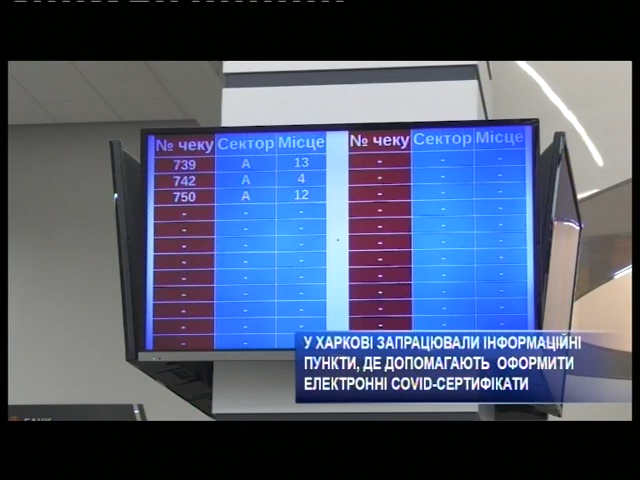 № чеку Сектор Місце № чеку Сектор Місце
739 А 13 - - -
742 А 4 - - -
750 А 12 - - -
- - - - - -
- - - - - -
- - - - - -
- - - - - -
- - - - - -
- - - - - -
- - - - - -
- - - - - -
- - -
У ХАРКОВІ ЗАПРАЦЮВАЛИ ІНФОРМАЦІЙНІ
ПУНКТИ, ДЕ ДОПОМАГАЮТЬ ОФОРМИТИ
ЕЛЕКТРОННІ COVID-СЕРТИФІКАТИ